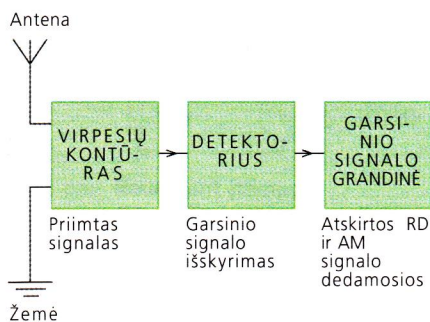 Antena
VIRPESIŲ
KONTŪ-
RAS
DETEKTO-
RIUS
GARSI-
NIO
SIGNALO
GRANDINĖ
Priimtas
signalas
Garsinio
signalo
išskyrimas
Atskirtos RD
ir AM
signalo
dedamosios
Žemė